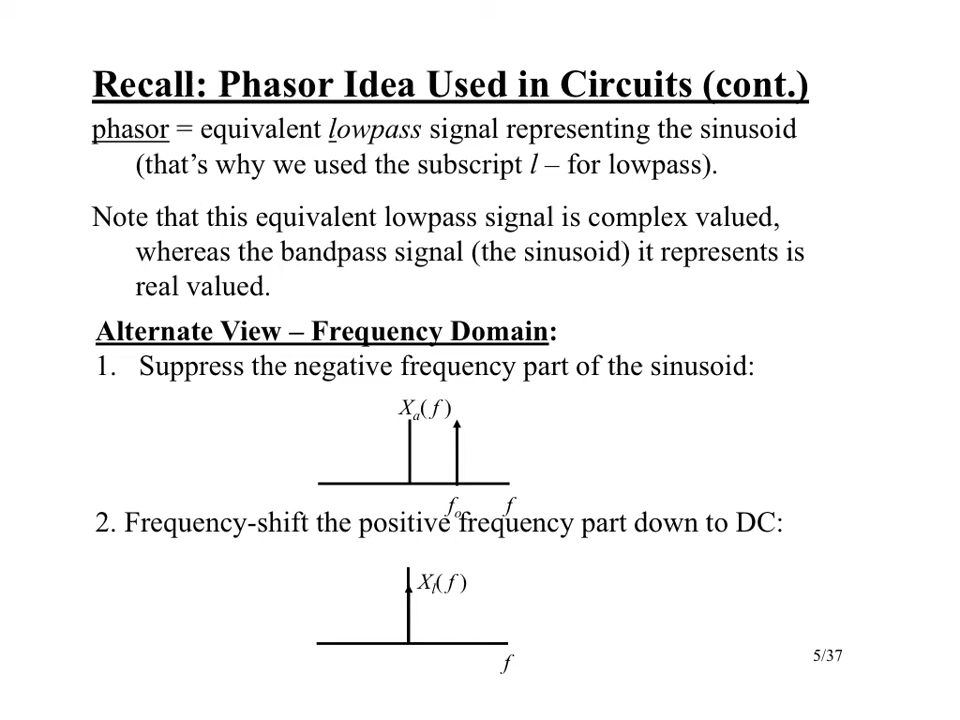 Recall: Phasor Idea Used in Circuits (cont.)
phasor = equivalent lowpass signal representing the sinusoid
(that’s why we used the subscript l – for lowpass).
Note that this equivalent lowpass signal is complex valued,
whereas the bandpass signal (the sinusoid) it represents is
real valued.
Alternate View – Frequency Domain:
1. Suppress the negative frequency part of the sinusoid:
Xa(f)
fo f
2. Frequency-shift the positive frequency part down to DC:
Xl(f)
f
5/37